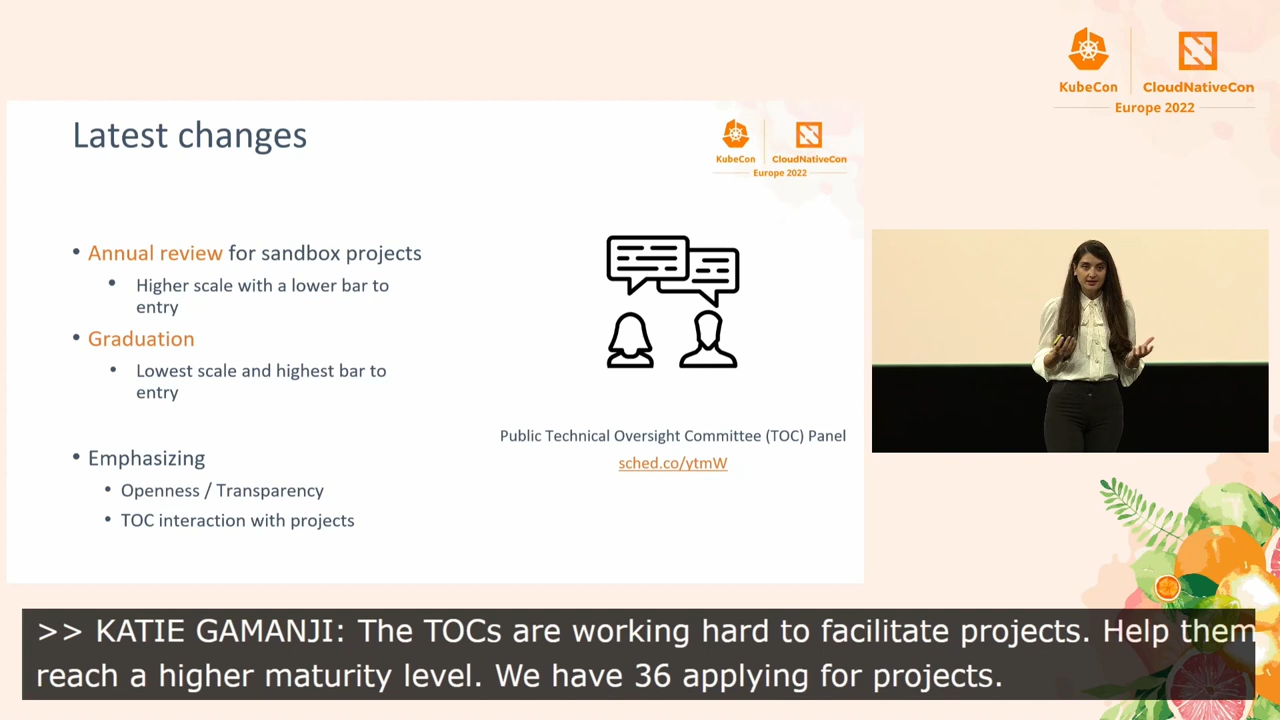 KubeCon
CloudNativeCon
Europe 2022
Latest changes
KubeCon
CloudNativeCon
Europe 2022
• Annual review for sandbox projects
• Higher scale with a lower bar to
entry
• Graduation
• Lowest scale and highest bar to
entry
• Emphasizing
• Openness / Transparency
• TOC interaction with projects
Public Technical Oversight Committee (TOC) Panel
sched.co/ytmW
>> KATIE GAMANJI: The TOCs are working hard to facilitate projects. Help them
reach a higher maturity level. We have 36 applying for projects.